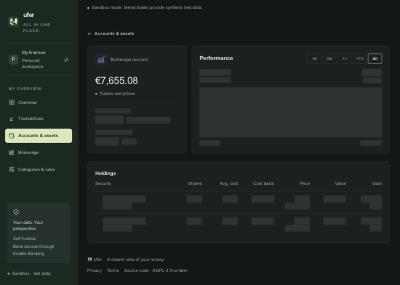 ufer
ALL IN ONE PLACE.
P
My finances
Personal workspace
MY OVERVIEW
Overview
Transactions
Accounts & assets
Brokerage
Categories & rules
Your data. Your perspective.
Self-hosted
Bank access through Enable Banking
Sandbox · test data
Sandbox mode: linked banks provide synthetic test data.
← Accounts & assets
Brokerage account
€7,655.08
Trades and prices
Performance
1M 6M 1Y YTD All
Holdings
Security Shares Avg. cost Cost basis Price Value Gain
Ufer · A clearer view of your money.
Privacy Terms Source code · AGPL-3.0-or-later